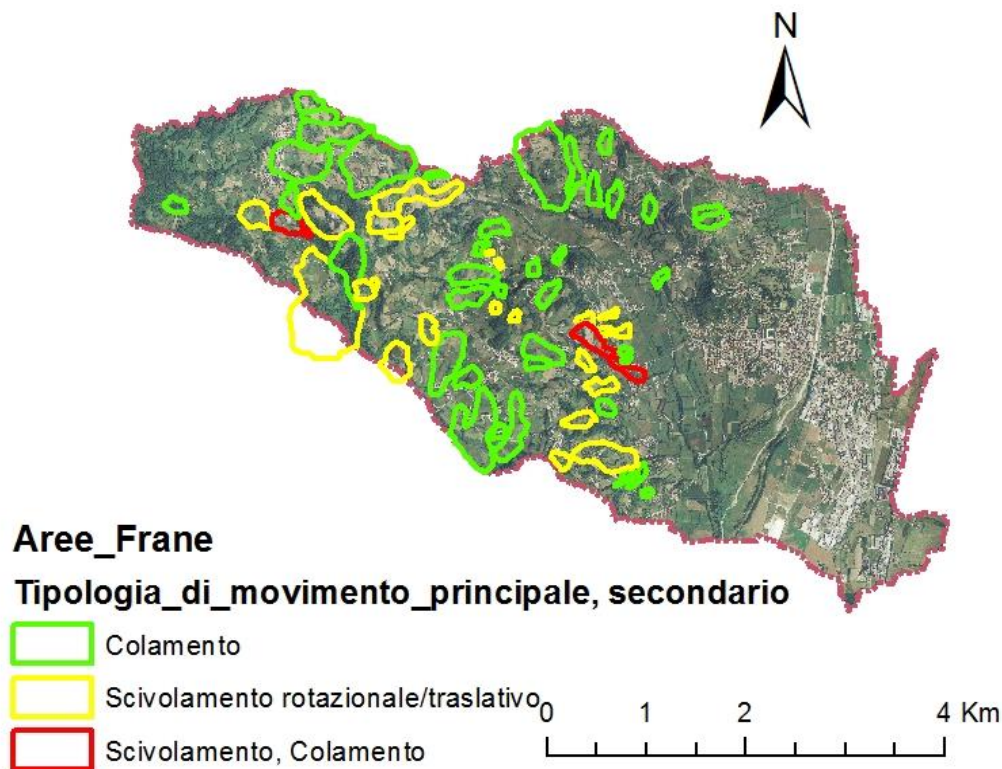 N
Aree_Frane
Tipologia_di_movimento_principale, secondario
Colamento
Scivolamento rotazionale/traslativo
Scivolamento, Colamento
0 1 2 4 Km